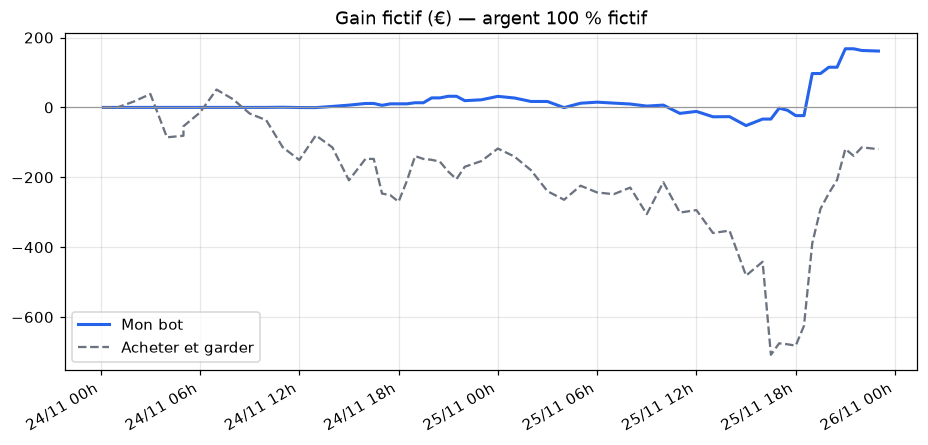 Gain fictif (€) — argent 100 % fictif
200
0
−200
−400
−600
Mon bot
Acheter et garder
24/11 00h
24/11 06h
24/11 12h
24/11 18h
25/11 00h
25/11 06h
25/11 12h
25/11 18h
26/11 00h